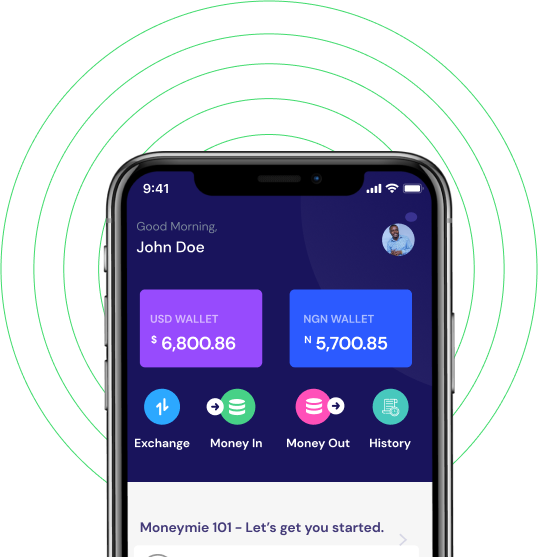 9:41
Good Morning,
John Doe
USD WALLET
$ 6,800.86
NGN WALLET
N 5,700.85
Exchange
Money In
Money Out
History
Moneymie 101 - Let's get you started.